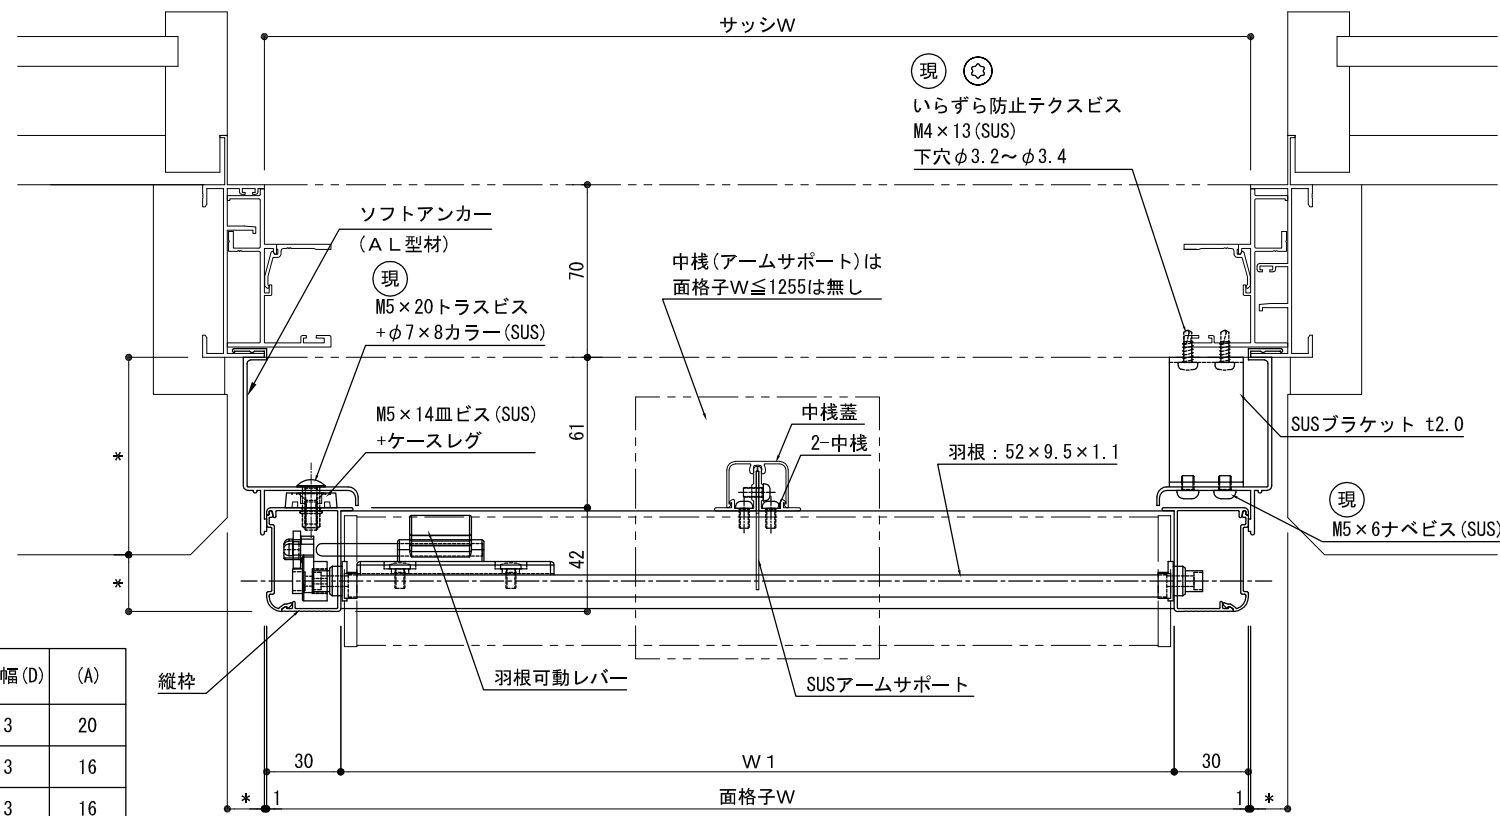 サッシW
現
いらずら防止テクスビス
M4×13(SUS)
下穴φ3.2～φ3.4
ソフトアンカー
(ＡＬ型材)
現
M5×20トラスビス
+φ7×8カラー(SUS)
中桟(アームサポート)は
面格子W≦1255は無し
70
M5×14皿ビス(SUS)
+ケースレグ
中桟蓋
2-中桟
61
羽根：52×9.5×1.1
SUSブラケット t2.0
現
M5×6ナベビス(SUS)
*
42
*
縦枠
羽根可動レバー
SUSアームサポート
幅(D) (A)
3 20
3 16
3 16
30 W1 30
* 1 面格子W 1 *